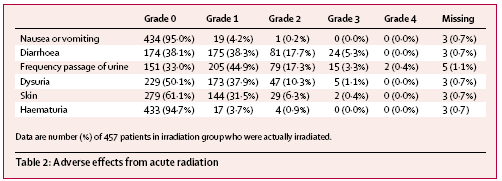 Grade 0 Grade 1 Grade 2 Grade 3 Grade 4 Missing
Nausea or vomiting 434 (95·0%) 19 (4·2%) 1 (0·2%) 0 (0·0%) 0 (0·0%) 3 (0·7%)
Diarrhoea 174 (38·1%) 175 (38·3%) 81 (17·7%) 24 (5·3%) 0 (0·0%) 3 (0·7%)
Frequency passage of urine 151 (33·0%) 205 (44·9%) 79 (17·3%) 15 (3·3%) 2 (0·4%) 5 (1·1%)
Dysuria 229 (50·1%) 173 (37·9%) 47 (10·3%) 5 (1·1%) 0 (0·0%) 3 (0·7%)
Skin 279 (61·1%) 144 (31·5%) 29 (6·3%) 2 (0·4%) 0 (0·0%) 3 (0·7%)
Haematuria 433 (94·7%) 17 (3·7%) 4 (0·9%) 0 (0·0%) 0 (0·0%) 3 (0·7)
Data are number (%) of 457 patients in irradiation group who were actually irradiated.
Table 2: Adverse effects from acute radiation